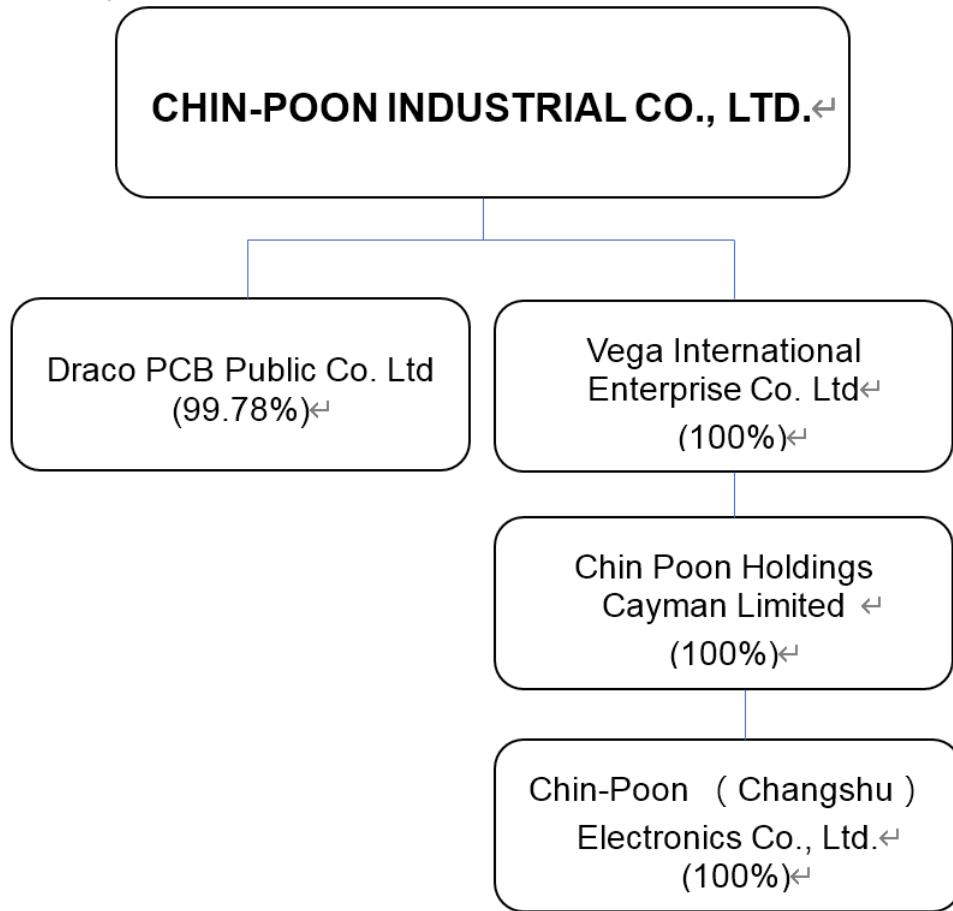 CHIN-POON INDUSTRIAL CO., LTD.↵
Draco PCB Public Co. Ltd
(99.78%)↵
Vega International
Enterprise Co. Ltd↵
(100%)↵
Chin Poon Holdings
Cayman Limited ↵
(100%)↵
Chin-Poon （Changshu）
Electronics Co., Ltd.↵
(100%)↵